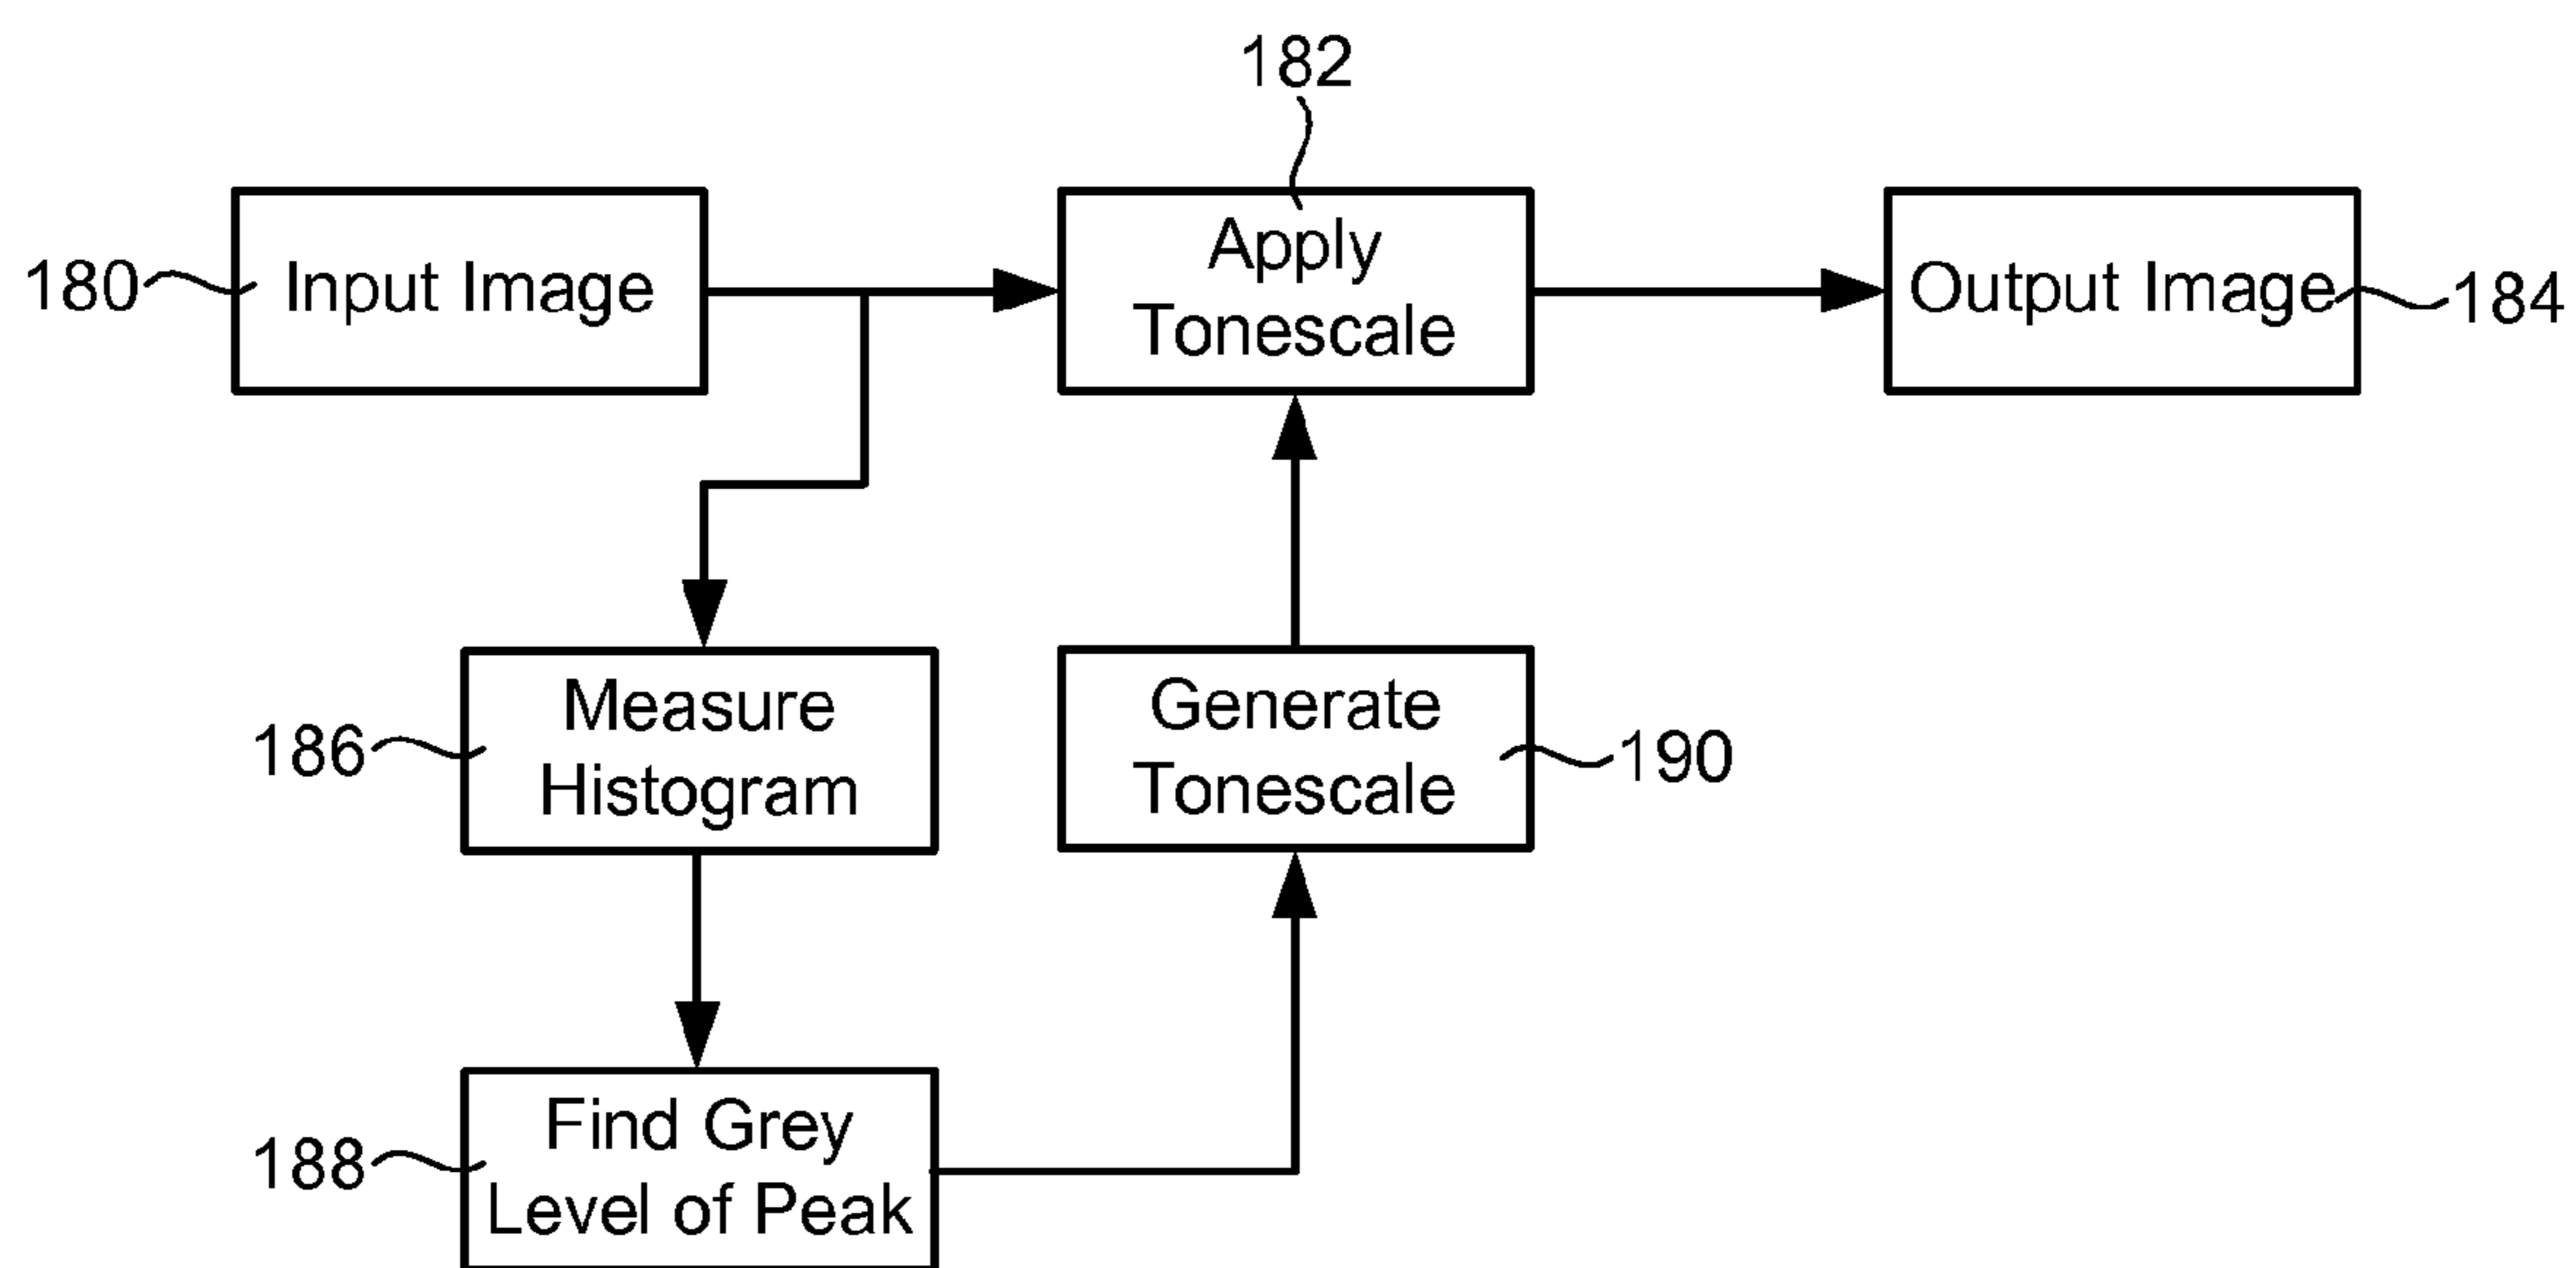 182
180
Input Image
Apply
Tonescale
Output Image
184
186
Measure
Histogram
Generate
Tonescale
190
188
Find Grey
Level of Peak